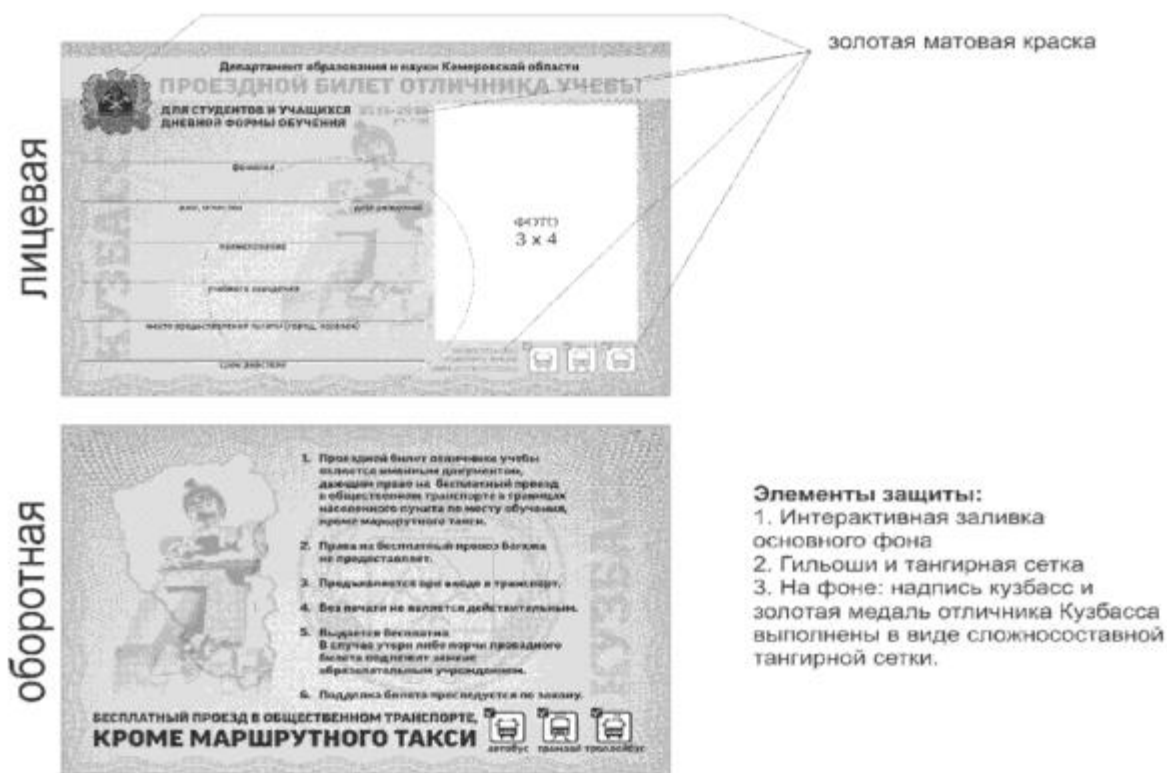 золотая матовая краска
лицевая
Департамент образования и науки Кемеровской области
ПРОЕЗДНОЙ БИЛЕТ ОТЛИЧНИКА УЧЕБЫ
ДЛЯ СТУДЕНТОВ И УЧАЩИХСЯ
ДНЕВНОЙ ФОРМЫ ОБУЧЕНИЯ
КУЗБАСС
фамилия
имя, отчество дата рождения
наименование
учебного заведения
ФОТО
3 x 4
срок действия
оборотная
1. Проездной билет отличника учебы
является именным документом,
дающим право на бесплатный проезд
в общественном транспорте в границах
населенного пункта по месту обучения,
кроме маршрутного такси.
2. Права на бесплатный провоз багажа
не предоставляет.
3. Предъявляется при входе в транспорт.
4. Без печати не является действительным.
5. Выдается бесплатно
В случае утери либо порчи проездного
билета подлежит замене
образовательным учреждением.
6. Подделка билета преследуется по закону.
КУЗБАСС
БЕСПЛАТНЫЙ ПРОЕЗД В ОБЩЕСТВЕННОМ ТРАНСПОРТЕ,
КРОМЕ МАРШРУТНОГО ТАКСИ
автобус трамвай троллейбус
Элементы защиты:
1. Интерактивная заливка
основного фона
2. Гильоши и тангирная сетка
3. На фоне: надпись кузбасс и
золотая медаль отличника Кузбасса
выполнены в виде сложносоставной
тангирной сетки.